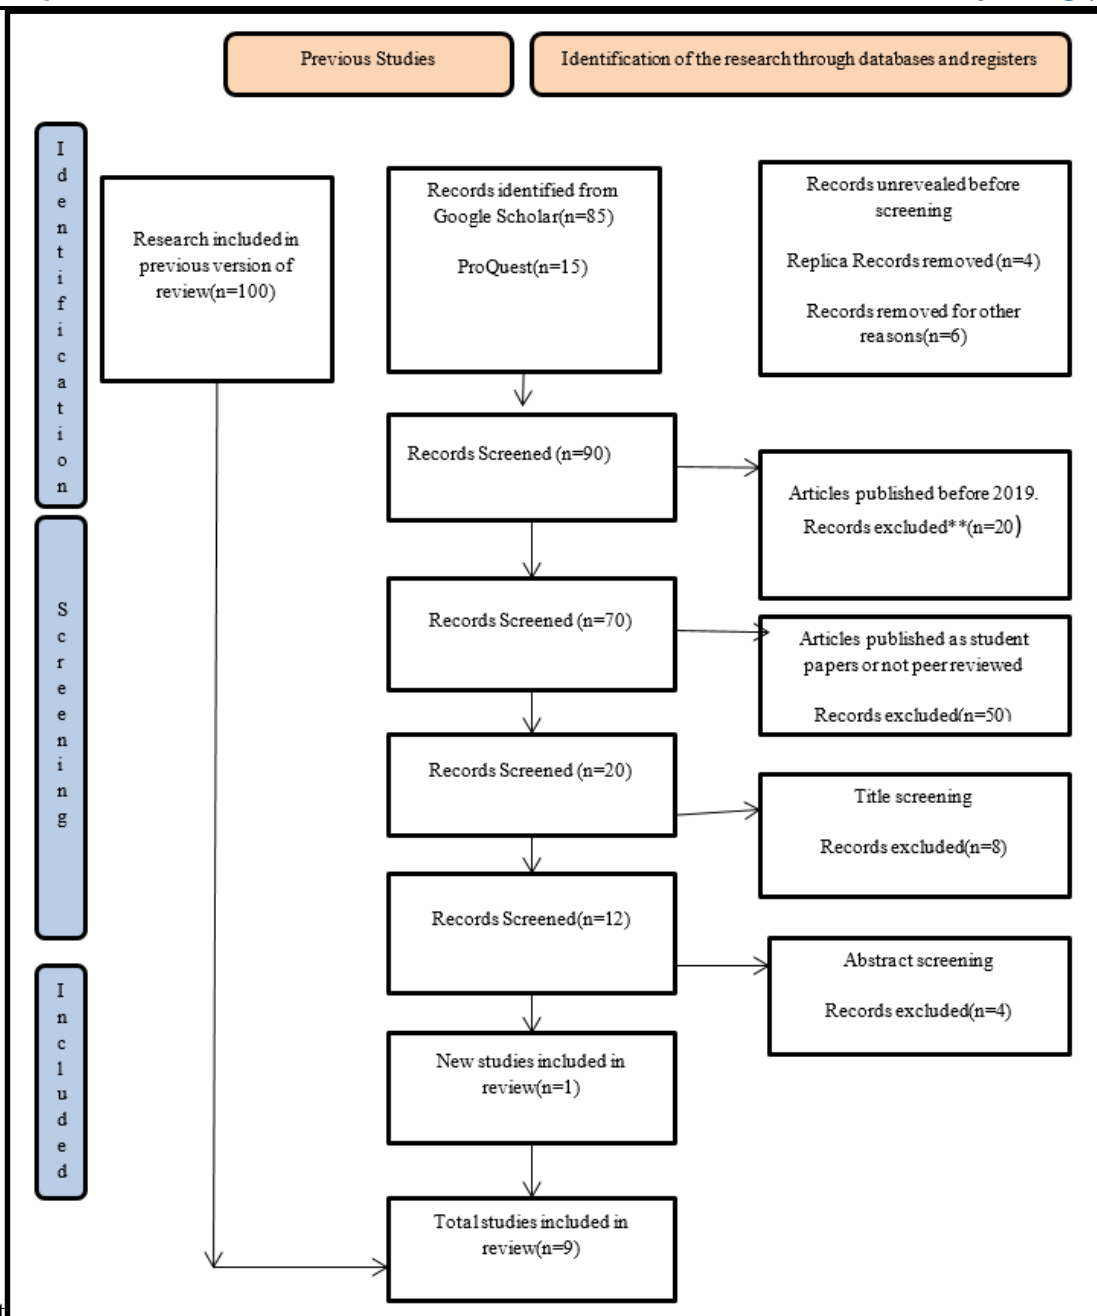 Previous Studies
Identification of the research through databases and registers
Identification
Research included in
previous version of
review(n=100)
Records identified from
Google Scholar(n=85)
ProQuest(n=15)
Records unrevealed before
screening
Replica Records removed(n=4)
Records removed for other
reasons(n=6)
Records Screened (n=90)
Articles published before 2019.
Records excluded**(n=20)
Screening
Records Screened (n=70)
Articles published as student
papers or not peer reviewed
Records excluded(n=50)
Records Screened (n=20)
Title screening
Records excluded(n=8)
Records Screened(n=12)
Abstract screening
Records excluded(n=4)
Included
New studies included in
review(n=1)
Total studies included in
review(n=9)